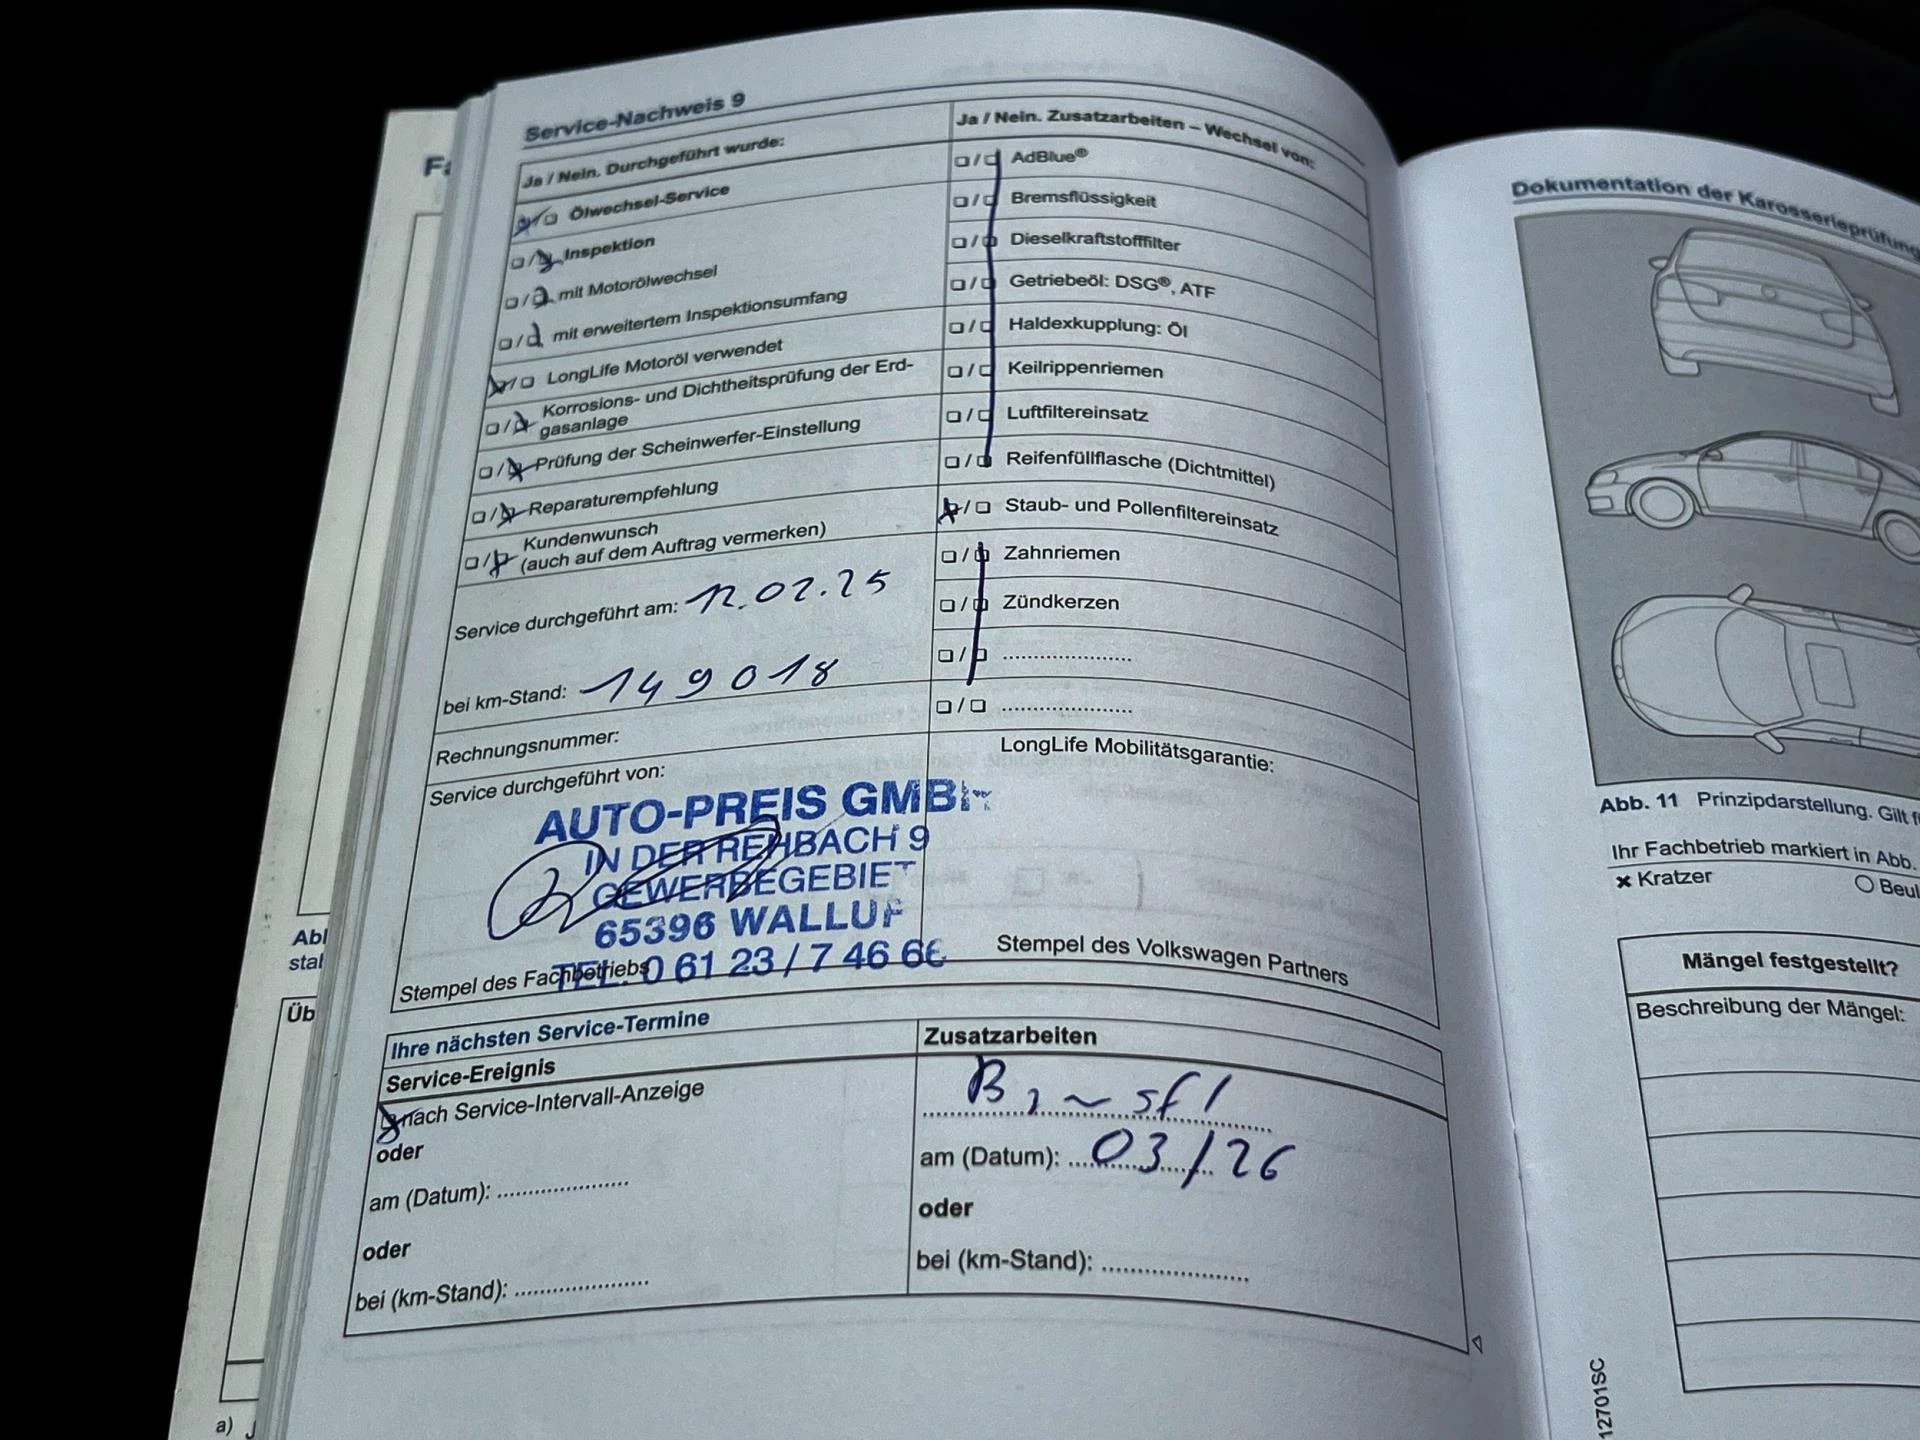 Service-Nachweis 9
Ja / Nein. Durchgeführt wurde:
Ölwechsel-Service
Inspektion
mit Motorölwechsel
mit erweitertem Inspektionsumfang
LongLife Motoröl verwendet
Korrosions- und Dichtheitsprüfung der Erd-
gasanlage
Prüfung der Scheinwerfer-Einstellung
Reparaturempfehlung
Kundenwunsch
(auch auf dem Auftrag vermerken)
Service durchgeführt am: 12.02.25
bei km-Stand: 149018
Rechnungsnummer:
Service durchgeführt von:
AUTO-PREIS GMBH
IN DER REHBACH 9
GEWERBEGEBIET
65396 WALLUF
TEL. 0 61 23 / 7 46 66
Stempel des Fachbetriebs
Ja / Nein. Zusatzarbeiten – Wechsel von:
AdBlue®
Bremsflüssigkeit
Dieselkraftstofffilter
Getriebeöl: DSG®, ATF
Haldexkupplung: Öl
Keilrippenriemen
Luftfiltereinsatz
Reifenfüllflasche (Dichtmittel)
Staub- und Pollenfiltereinsatz
Zahnriemen
Zündkerzen
LongLife Mobilitätsgarantie:
Stempel des Volkswagen Partners
Ihre nächsten Service-Termine
Service-Ereignis
nach Service-Intervall-Anzeige
oder
am (Datum):
oder
bei (km-Stand):
Zusatzarbeiten
am (Datum): 03/26
oder
bei (km-Stand):
Dokumentation der Karosserieprüfung
Abb. 11 Prinzipdarstellung. Gilt f
Ihr Fachbetrieb markiert in Abb.
× Kratzer
Beul
Mängel festgestellt?
Beschreibung der Mängel:
12701SC
Abl
stal
Üb
a)